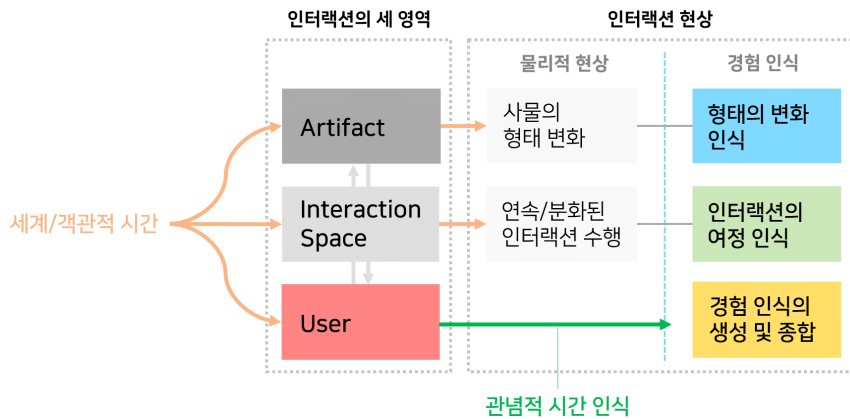 인터랙션의 세 영역
인터랙션 현상
물리적 현상
경험 인식
Artifact
사물의
형태 변화
형태의 변화
인식
세계/객관적 시간
Interaction
Space
연속/분화된
인터랙션 수행
인터랙션의
여정 인식
User
경험 인식의
생성 및 종합
관념적 시간 인식